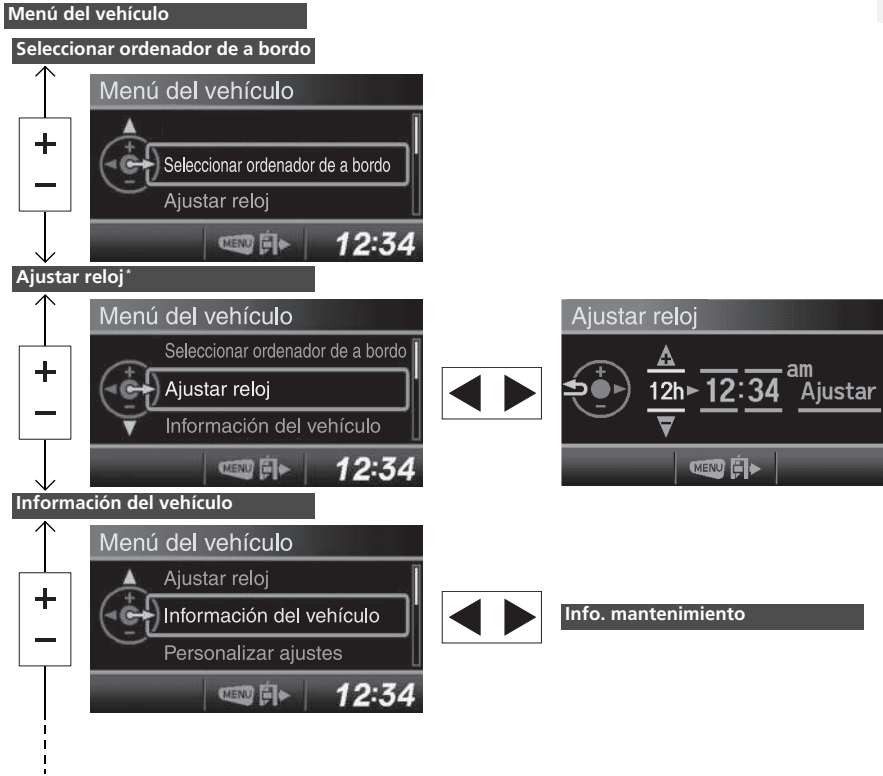 Menú del vehículo
Seleccionar ordenador de a bordo
+
−
Menú del vehículo
+
−
Seleccionar ordenador de a bordo
Ajustar reloj
MENU
12:34
Ajustar reloj*
+
−
Menú del vehículo
Seleccionar ordenador de a bordo
+
−
Ajustar reloj
Información del vehículo
MENU
12:34
Ajustar reloj
+
−
+
12h
12:34
am
Ajustar
−
MENU
Información del vehículo
+
−
Menú del vehículo
Ajustar reloj
+
−
Información del vehículo
Personalizar ajustes
MENU
12:34
Info. mantenimiento